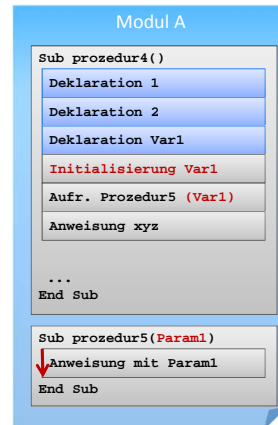 Modul A
Sub prozedur4()
Deklaration 1
Deklaration 2
Deklaration Var1
Initialisierung Var1
Aufr. Prozedur5 (Var1)
Anweisung xyz
...
End Sub
Sub prozedur5(Param1)
Anweisung mit Param1
End Sub